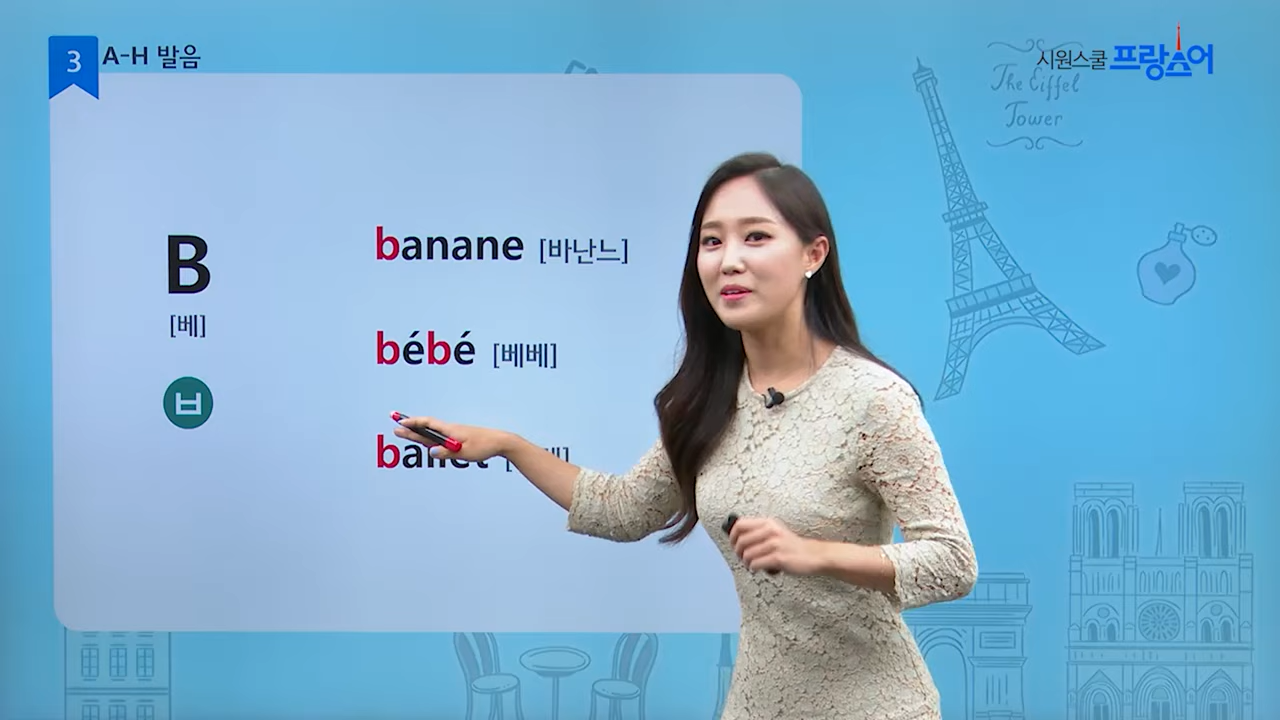 3 A-H 발음
시원스쿨 프랑스어
The Eiffel
Tower
B
[베]
ㅂ
banane [바난느]
bébé [베베]